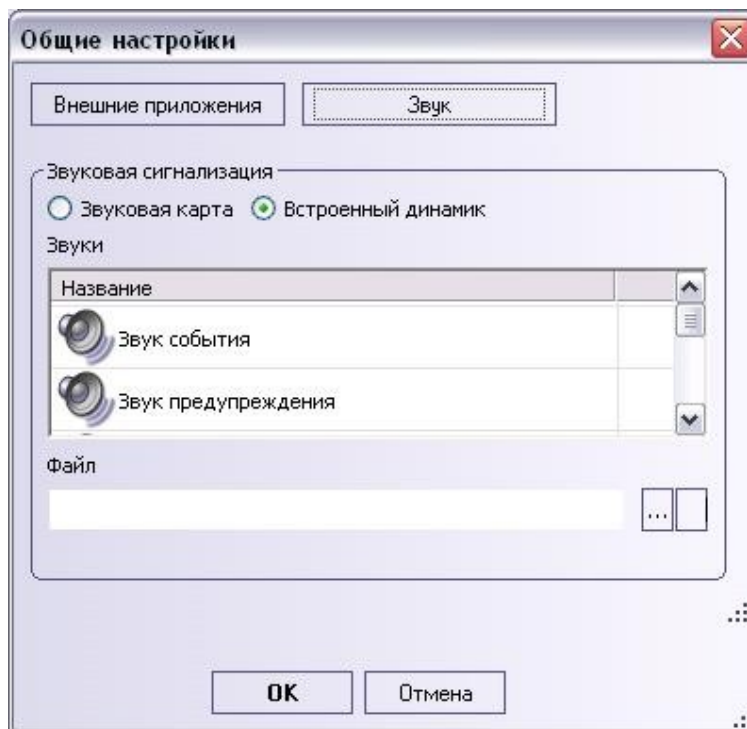 Общие настройки
Внешние приложения Звук
Звуковая сигнализация
Звуковая карта Встроенный динамик
Звуки
Название
Звук события
Звук предупреждения
Файл
...
OK Отмена